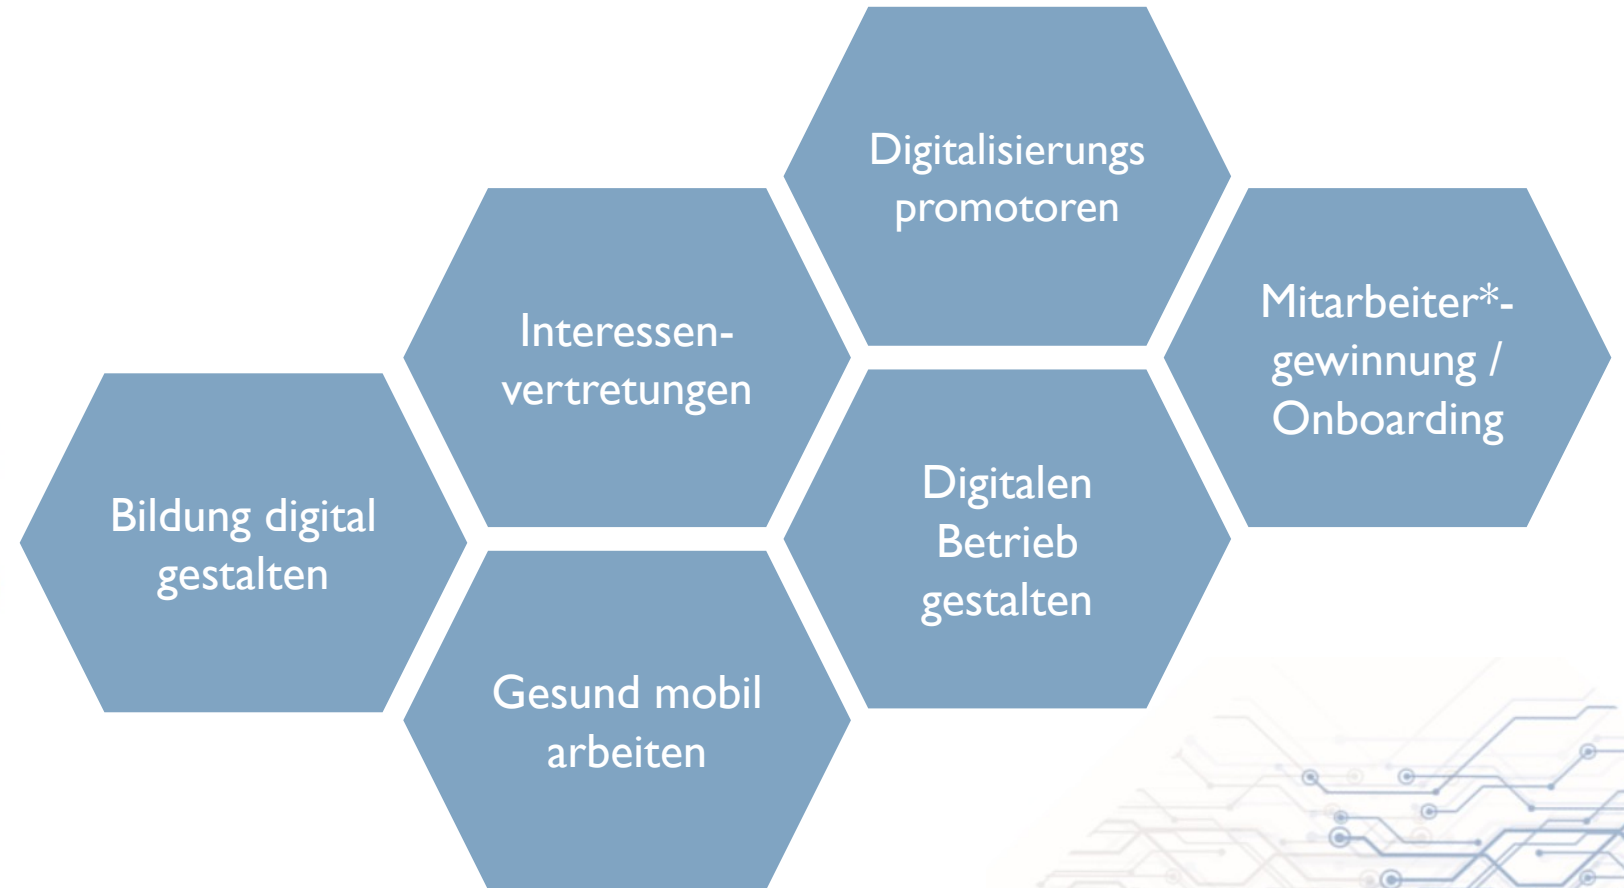 Digitalisierungs
promotoren
Interessen-
vertretungen
Mitarbeiter*-
gewinnung /
Onboarding
Bildung digital
gestalten
Digitalen
Betrieb
gestalten
Gesund mobil
arbeiten